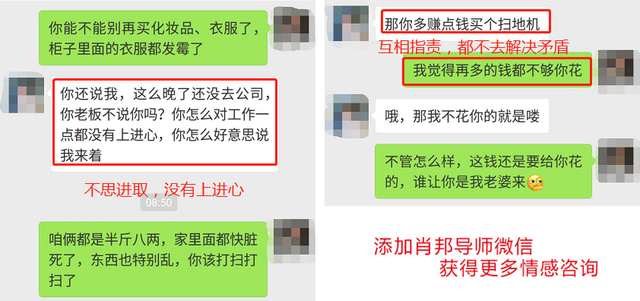 你能不能别再买化妆品、衣服了，
柜子里面的衣服都发霉了
你还说我，这么晚了还没去公司，
你老板不说你吗？你怎么对工作一
点都没有上进心，你怎么好意思说
我来着
不思进取，没有上进心
08:50
咱俩都是半斤八两，家里面都快脏
死了，东西也特别乱，你该打扫打
扫了
那你多赚点钱买个扫地机
互相指责，都不去解决矛盾
我觉得再多的钱都不够你花
哦，那我不花你的就是喽
不管怎么样，这钱还是要给你花
的，谁让你是我老婆来
添加肖邦导师微信
获得更多情感咨询